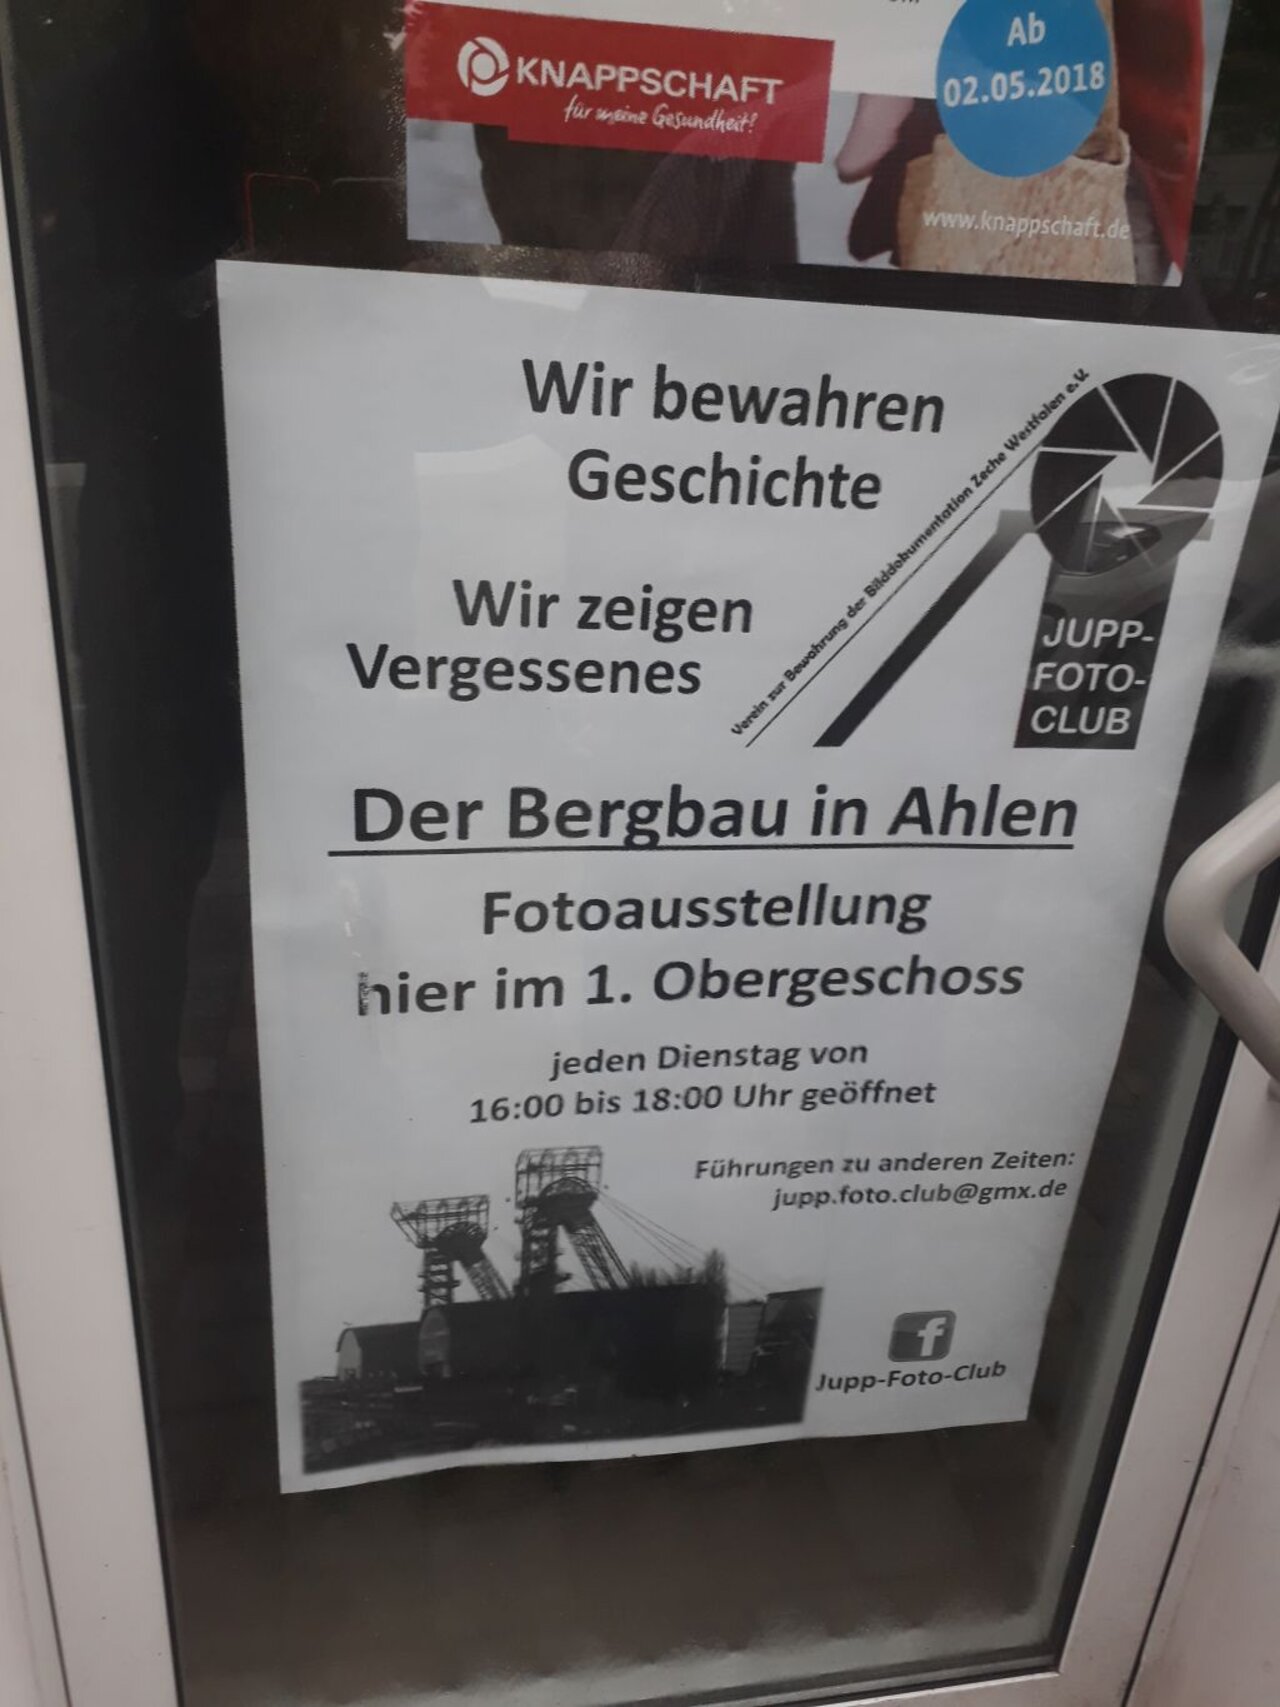 KNAPPSCHAFT
für meine Gesundheit!
Ab
02.05.2018
www.knappschaft.de
Wir bewahren
Geschichte
Wir zeigen
Vergessenes
Verein zur Bewahrung der Bilddokumentation Zeche Westfalen e.V.
JUPP-
FOTO-
CLUB
Der Bergbau in Ahlen
Fotoausstellung
hier im 1. Obergeschoss
jeden Dienstag von
16:00 bis 18:00 Uhr geöffnet
Führungen zu anderen Zeiten:
jupp.foto.club@gmx.de
f
Jupp-Foto-Club